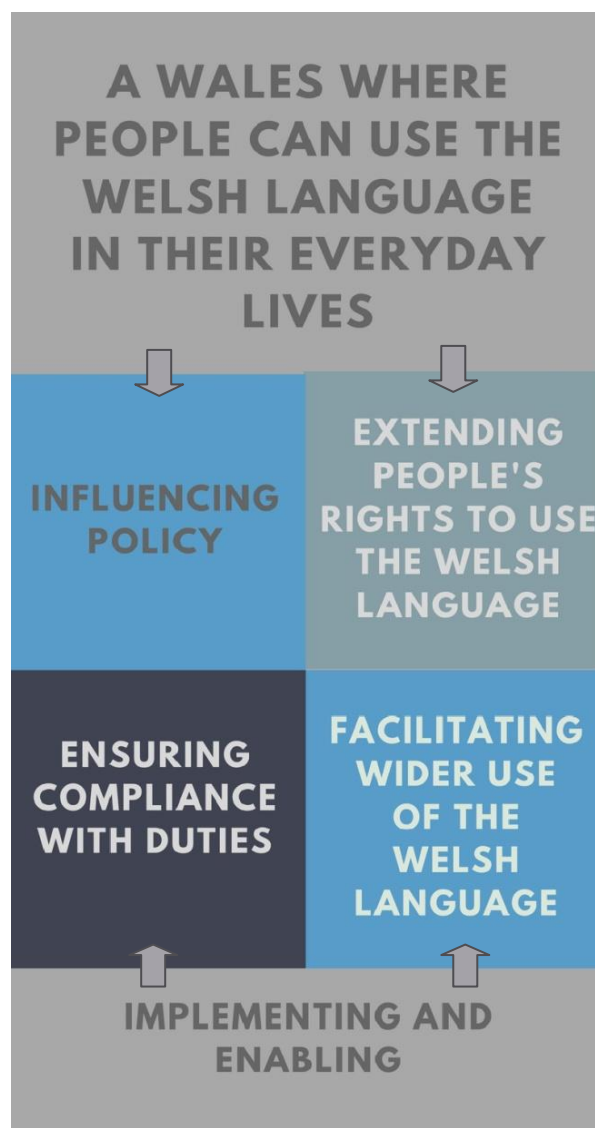 A WALES WHERE
PEOPLE CAN USE THE
WELSH LANGUAGE
IN THEIR EVERYDAY
LIVES
INFLUENCING
POLICY
EXTENDING
PEOPLE'S
RIGHTS TO USE
THE WELSH
LANGUAGE
ENSURING
COMPLIANCE
WITH DUTIES
FACILITATING
WIDER USE
OF THE
WELSH
LANGUAGE
IMPLEMENTING AND
ENABLING